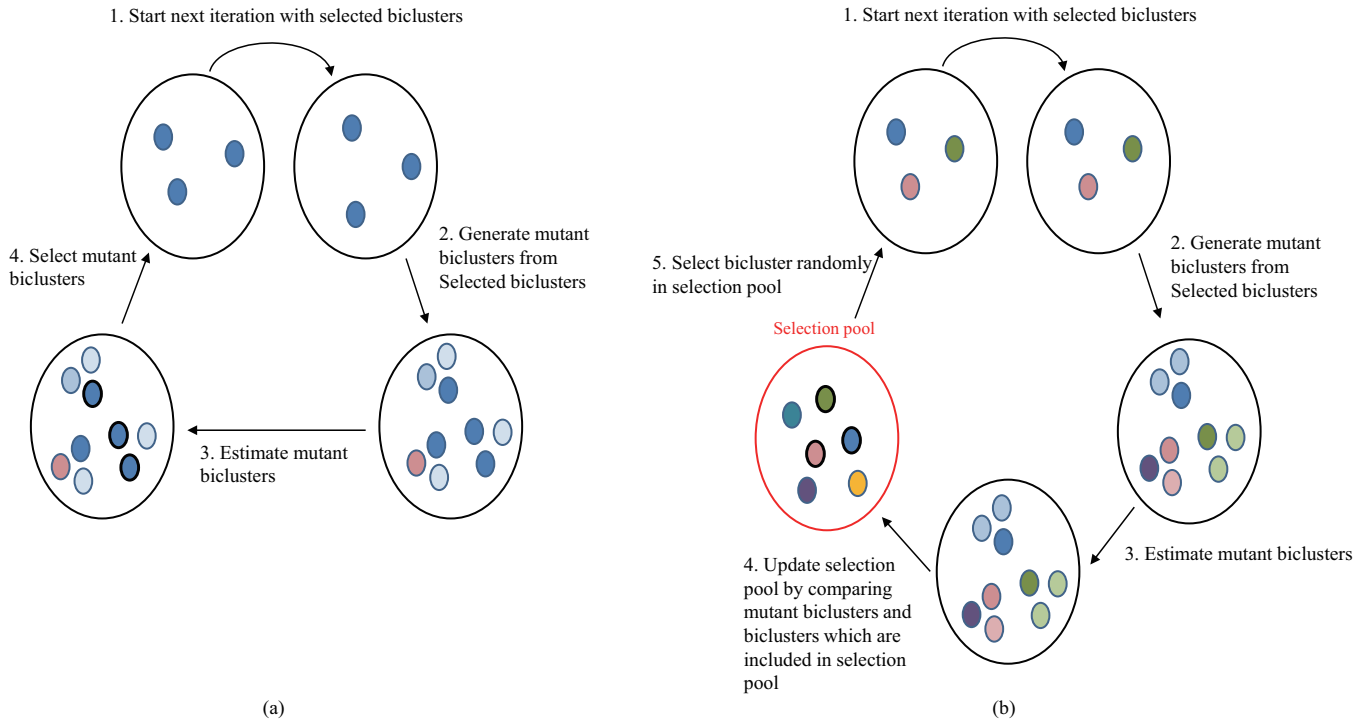 1. Start next iteration with selected biclusters
2. Generate mutant
biclusters from
Selected biclusters
4. Select mutant
biclusters
3. Estimate mutant
biclusters
(a)
1. Start next iteration with selected biclusters
2. Generate mutant
biclusters from
Selected biclusters
5. Select bicluster randomly
in selection pool
Selection pool
3. Estimate mutant biclusters
4. Update selection
pool by comparing
mutant biclusters and
biclusters which are
included in selection
pool
(b)